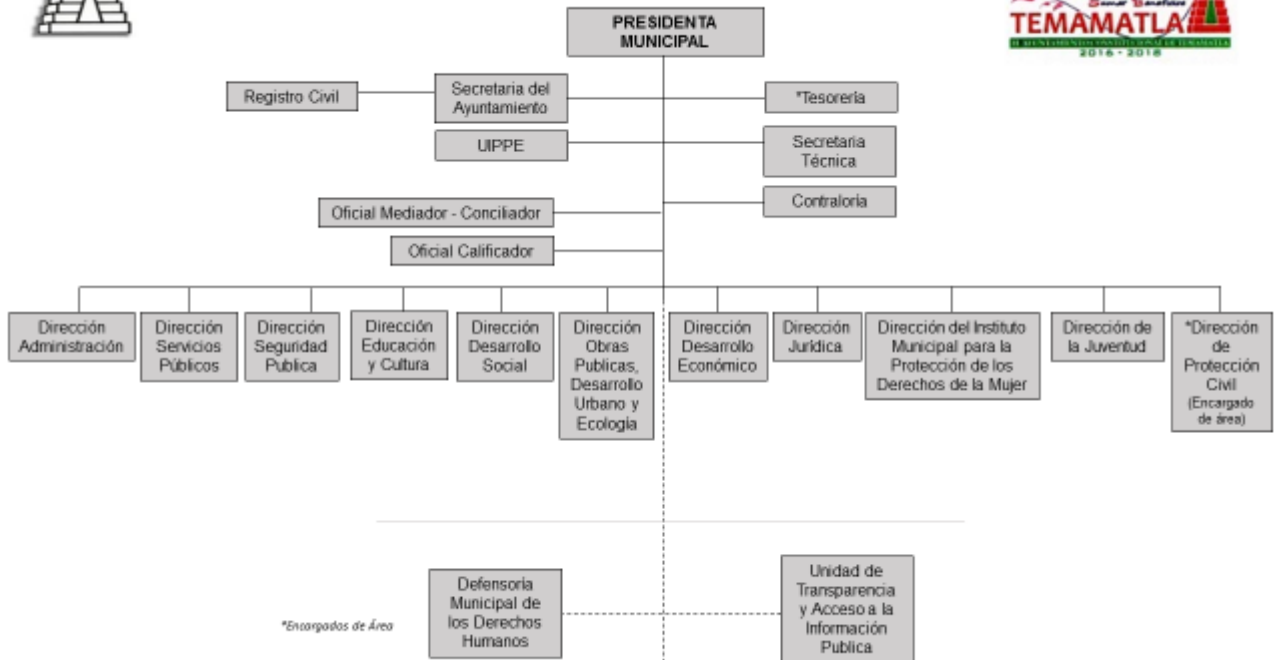 PRESIDENTA
MUNICIPAL
TEMAMATLA
2016 - 2018
Registro Civil
Secretaria del
Ayuntamiento
*Tesorería
UIPPE
Secretaria
Técnica
Oficial Mediador - Conciliador
Contraloría
Oficial Calificador
Dirección
Administración
Dirección
Servicios
Públicos
Dirección
Seguridad
Publica
Dirección
Educación
y Cultura
Dirección
Desarrollo
Social
Dirección
Obras
Publicas,
Desarrollo
Urbano y
Ecología
Dirección
Desarrollo
Económico
Dirección
Jurídica
Dirección del Instituto
Municipal para la
Protección de los
Derechos de la Mujer
Dirección de
la Juventud
*Dirección
de
Protección
Civil
(Encargado
de área)
Defensoría
Municipal de
los Derechos
Humanos
Unidad de
Transparencia
y Acceso a la
Información
Publica
*Encargados de Área